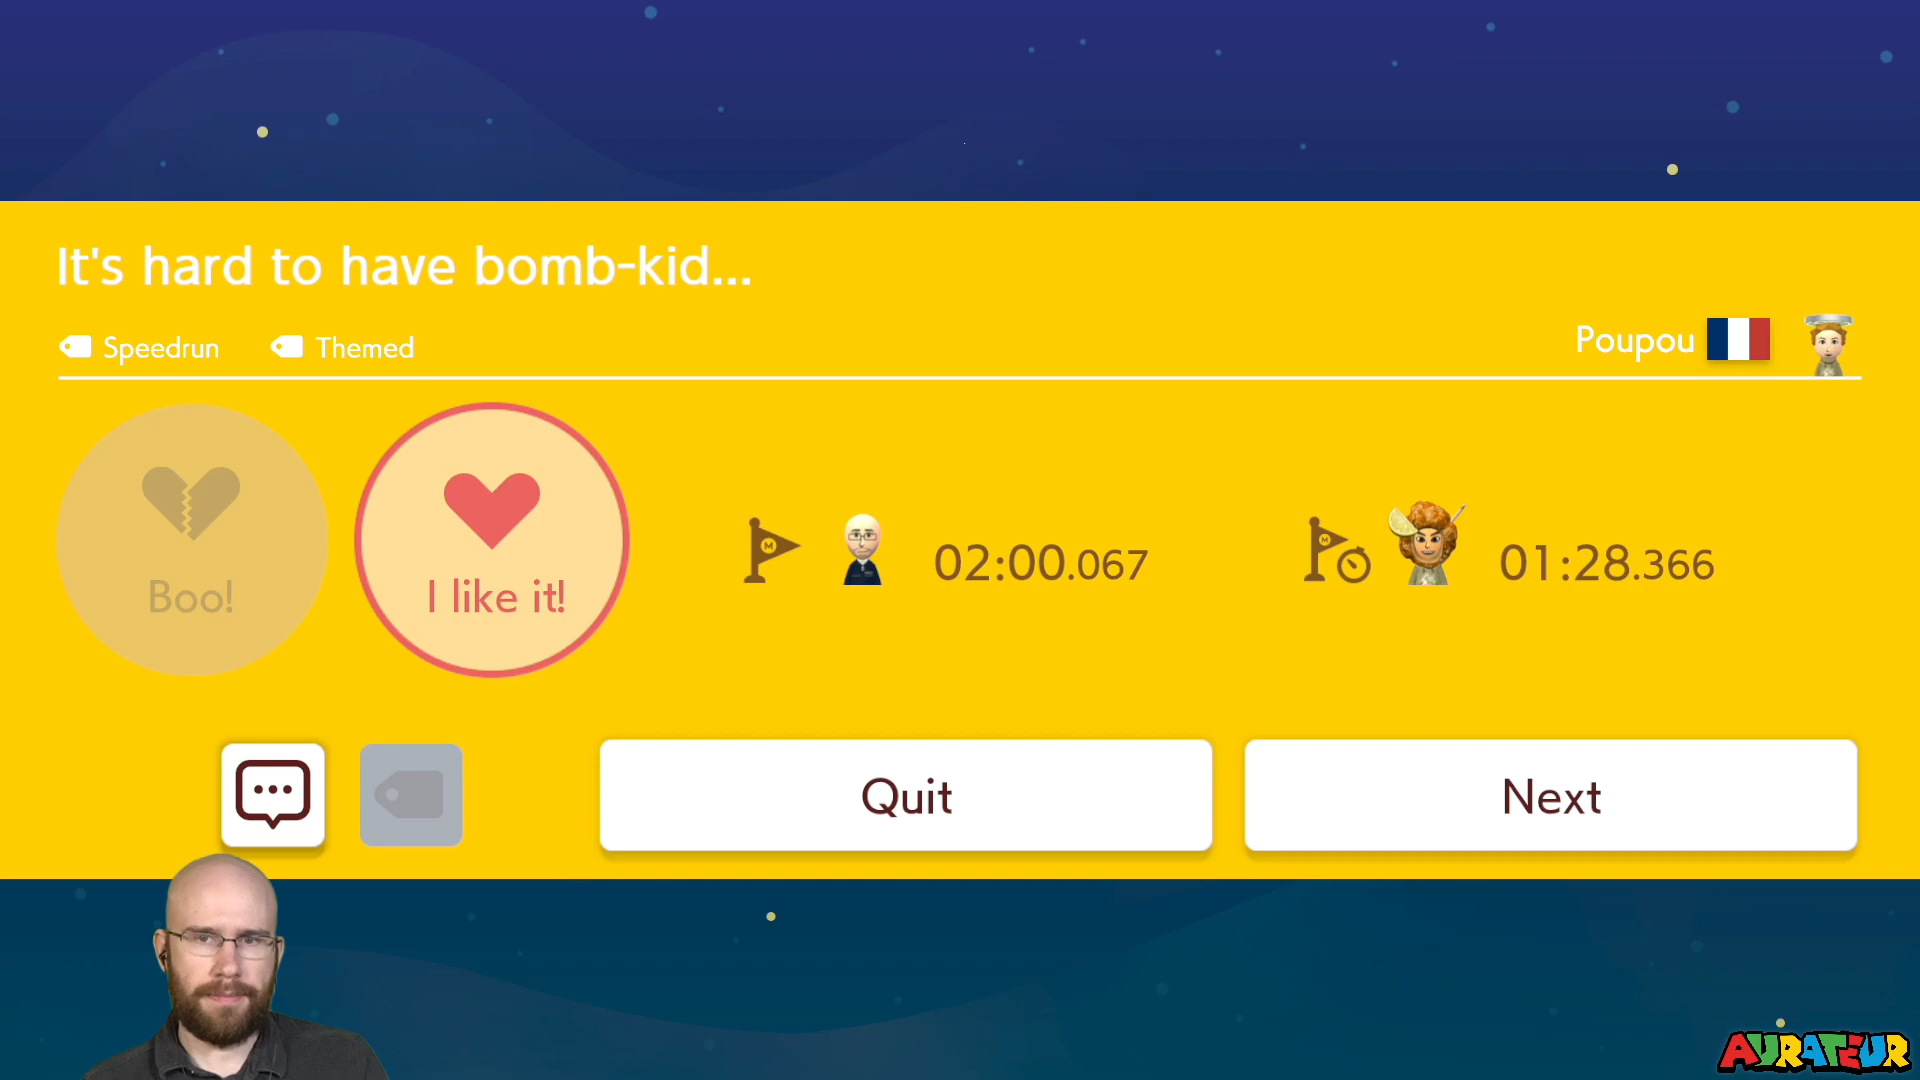 It's hard to have bomb-kid...
Speedrun Themed
Poupou
Boo!
I like it!
M
02:00.067
M
01:28.366
Quit
Next
AURATEUR